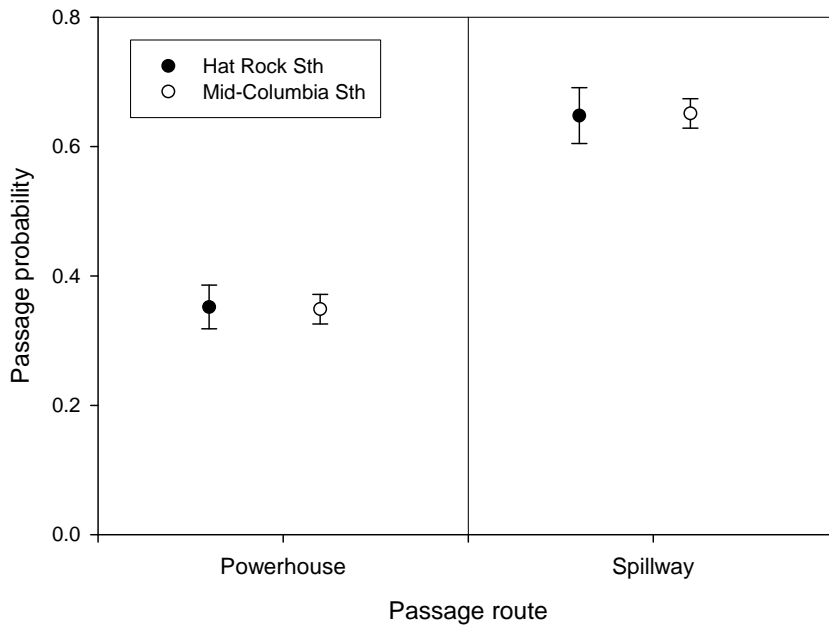 0.8
Hat Rock Sth
Mid-Columbia Sth
0.6
Passage probability
0.4
0.2
0.0
Powerhouse Spillway
Passage route